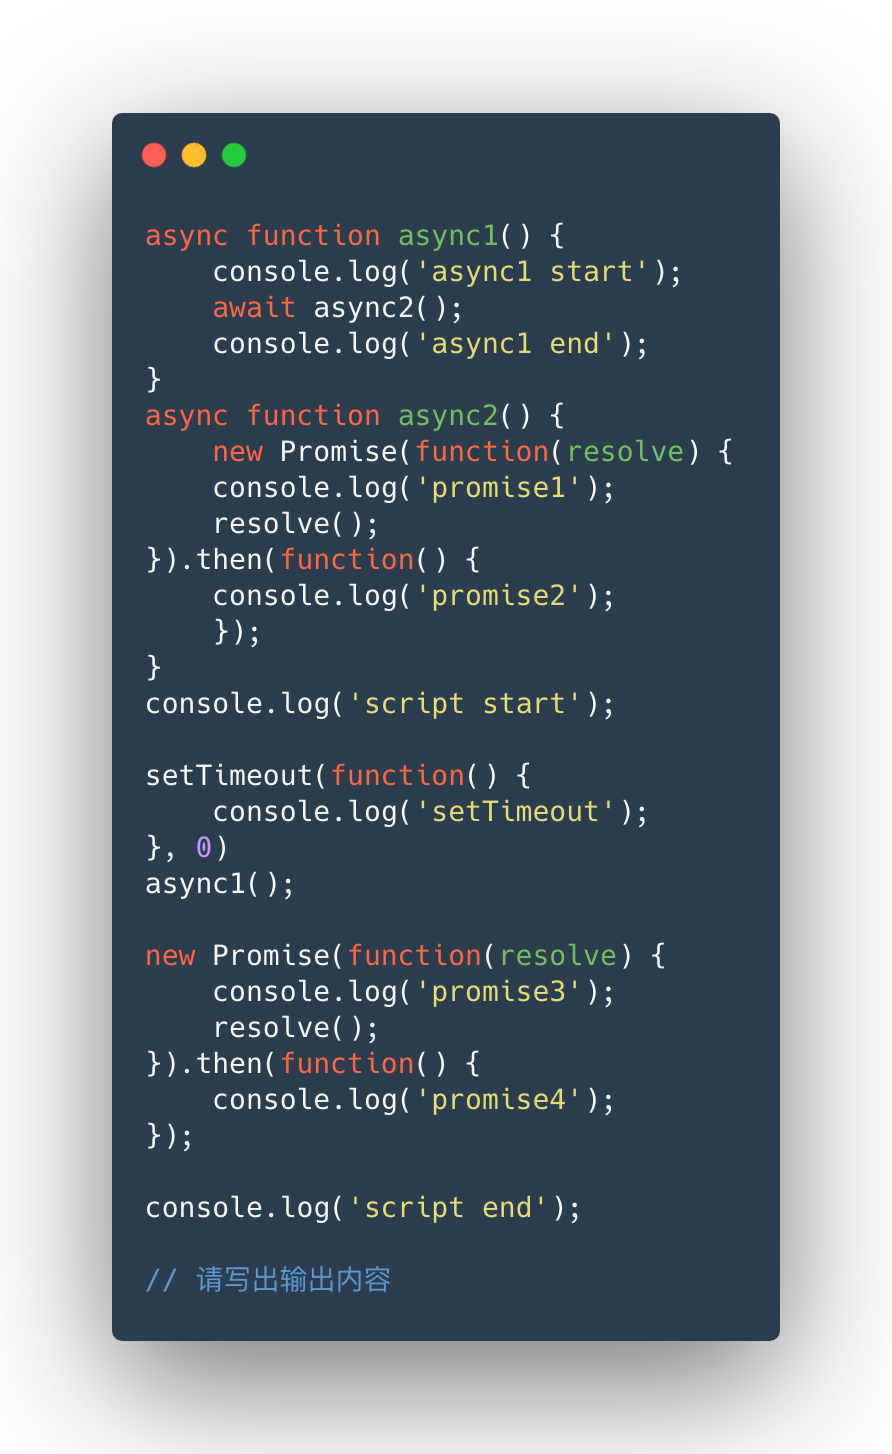 async function async1() {
    console.log('async1 start');
    await async2();
    console.log('async1 end');
}
async function async2() {
    new Promise(function(resolve) {
    console.log('promise1');
    resolve();
}).then(function() {
    console.log('promise2');
    });
}
console.log('script start');

setTimeout(function() {
    console.log('setTimeout');
}, 0)
async1();

new Promise(function(resolve) {
    console.log('promise3');
    resolve();
}).then(function() {
    console.log('promise4');
});

console.log('script end');

// 请写出输出内容